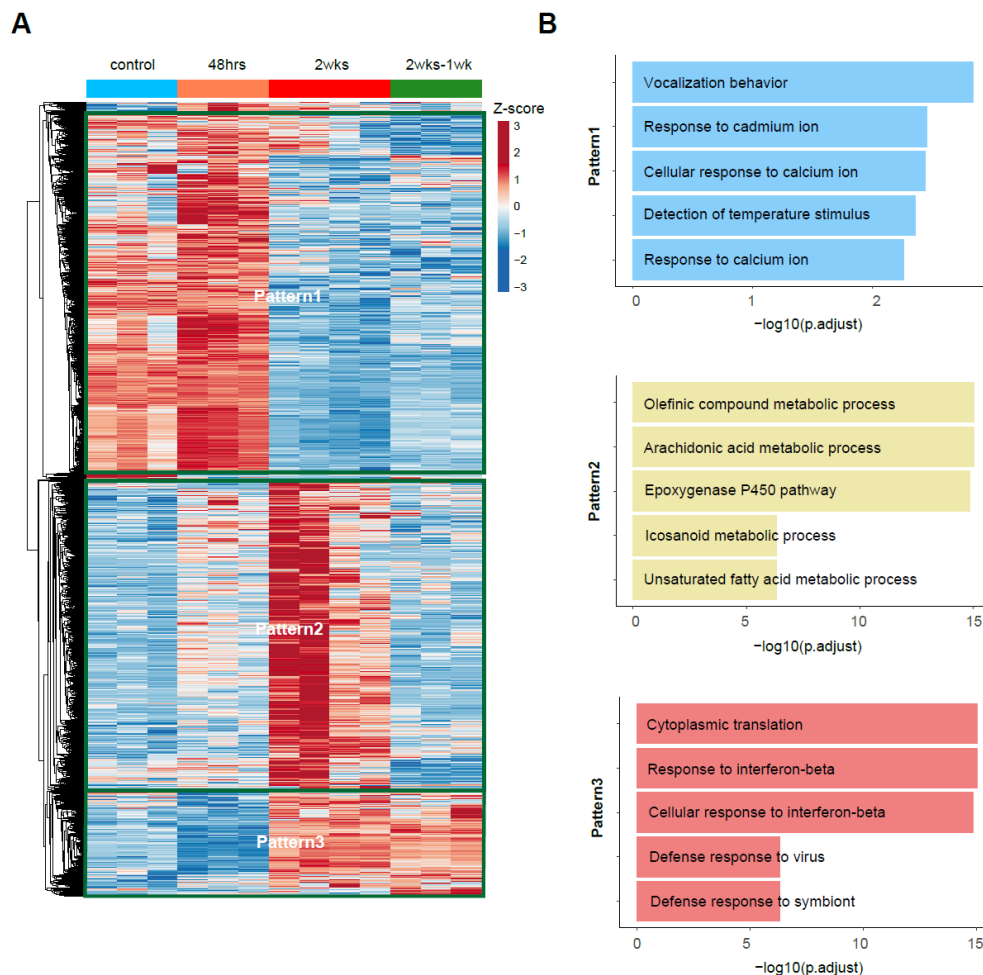 A
control 48hrs 2wks 2wks-1wk
Z-score
3
2
1
0
−1
−2
−3
Pattern1
Pattern2
Pattern3
B
Pattern1
Vocalization behavior
Response to cadmium ion
Cellular response to calcium ion
Detection of temperature stimulus
Response to calcium ion
0 1 2
−log10(p.adjust)
Pattern2
Olefinic compound metabolic process
Arachidonic acid metabolic process
Epoxygenase P450 pathway
Icosanoid metabolic process
Unsaturated fatty acid metabolic process
0 5 10 15
−log10(p.adjust)
Pattern3
Cytoplasmic translation
Response to interferon-beta
Cellular response to interferon-beta
Defense response to virus
Defense response to symbiont
0 5 10 15
−log10(p.adjust)